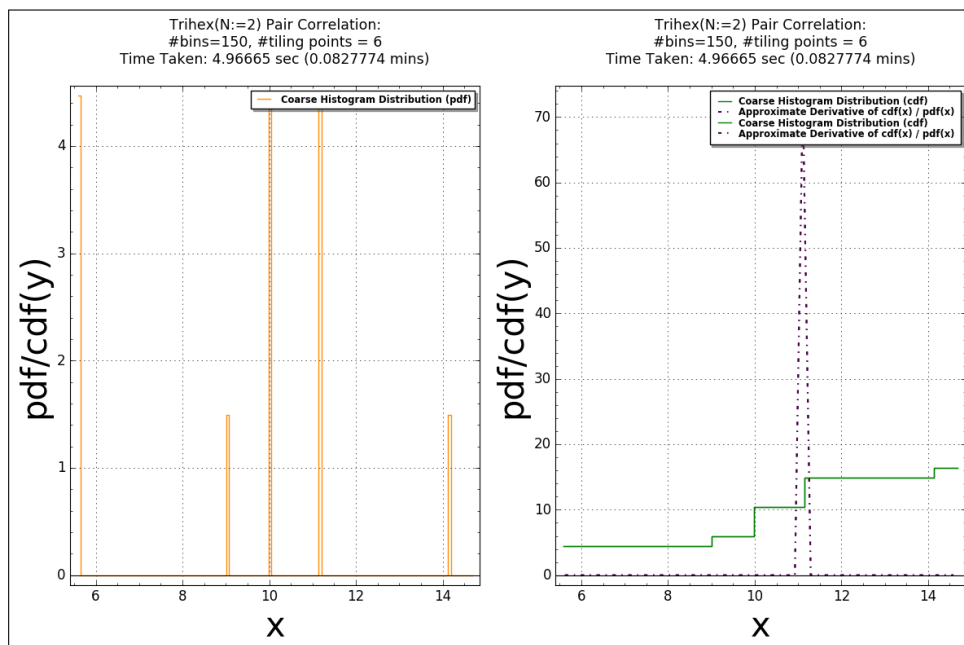 Trihex(N:=2) Pair Correlation:
#bins=150, #tiling points = 6
Time Taken: 4.96665 sec (0.0827774 mins)
Coarse Histogram Distribution (pdf)
4
3
2
1
0
6
8
10
12
14
pdf/cdf(y)
x
Trihex(N:=2) Pair Correlation:
#bins=150, #tiling points = 6
Time Taken: 4.96665 sec (0.0827774 mins)
Coarse Histogram Distribution (cdf)
Approximate Derivative of cdf(x) / pdf(x)
Coarse Histogram Distribution (cdf)
Approximate Derivative of cdf(x) / pdf(x)
70
60
50
40
30
20
10
0
6
8
10
12
14
pdf/cdf(y)
x